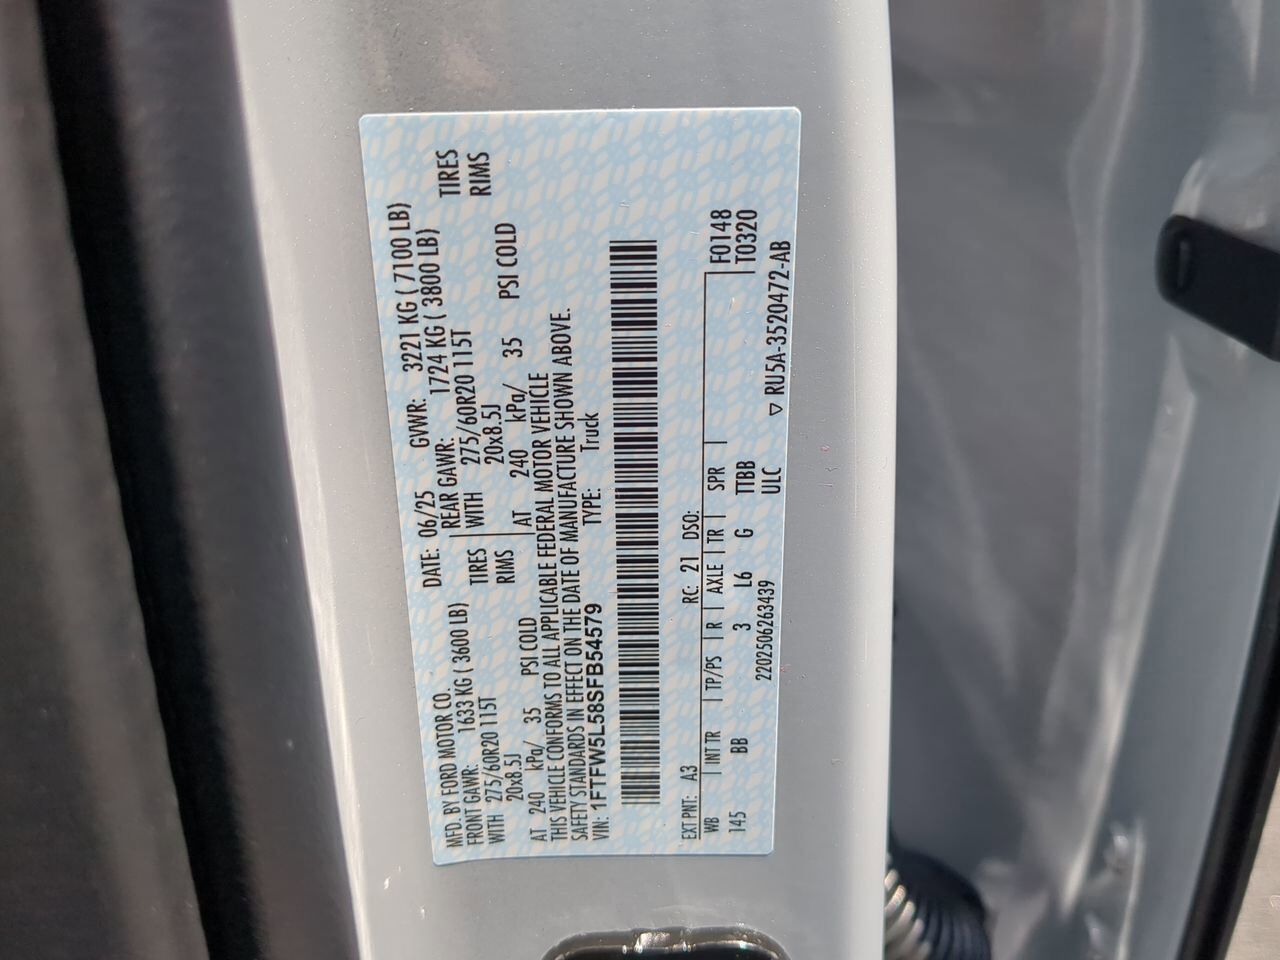 MFD. BY FORD MOTOR CO.
DATE: 06/25 GVWR: 3221 KG ( 7100 LB)
FRONT GAWR: 1633 KG ( 3600 LB)
REAR GAWR: 1724 KG ( 3800 LB)
WITH 275/60R20 115T TIRES
WITH 275/60R20 115T TIRES
20x8.5J RIMS
20x8.5J RIMS
AT 240 kPa/ 35 PSI COLD
AT 240 kPa/ 35 PSI COLD
THIS VEHICLE CONFORMS TO ALL APPLICABLE FEDERAL MOTOR VEHICLE
SAFETY STANDARDS IN EFFECT ON THE DATE OF MANUFACTURE SHOWN ABOVE.
VIN: 1FTFW5L58SFB54579 TYPE: Truck
EXT PNT: A3 RC: 21 DSO:
F0148
WB INT TR TP/PS R AXLE TR SPR T0320
145 BB 3 L6 G TTBB
2202506263439 ULC
▽ RU5A-3520472-AB